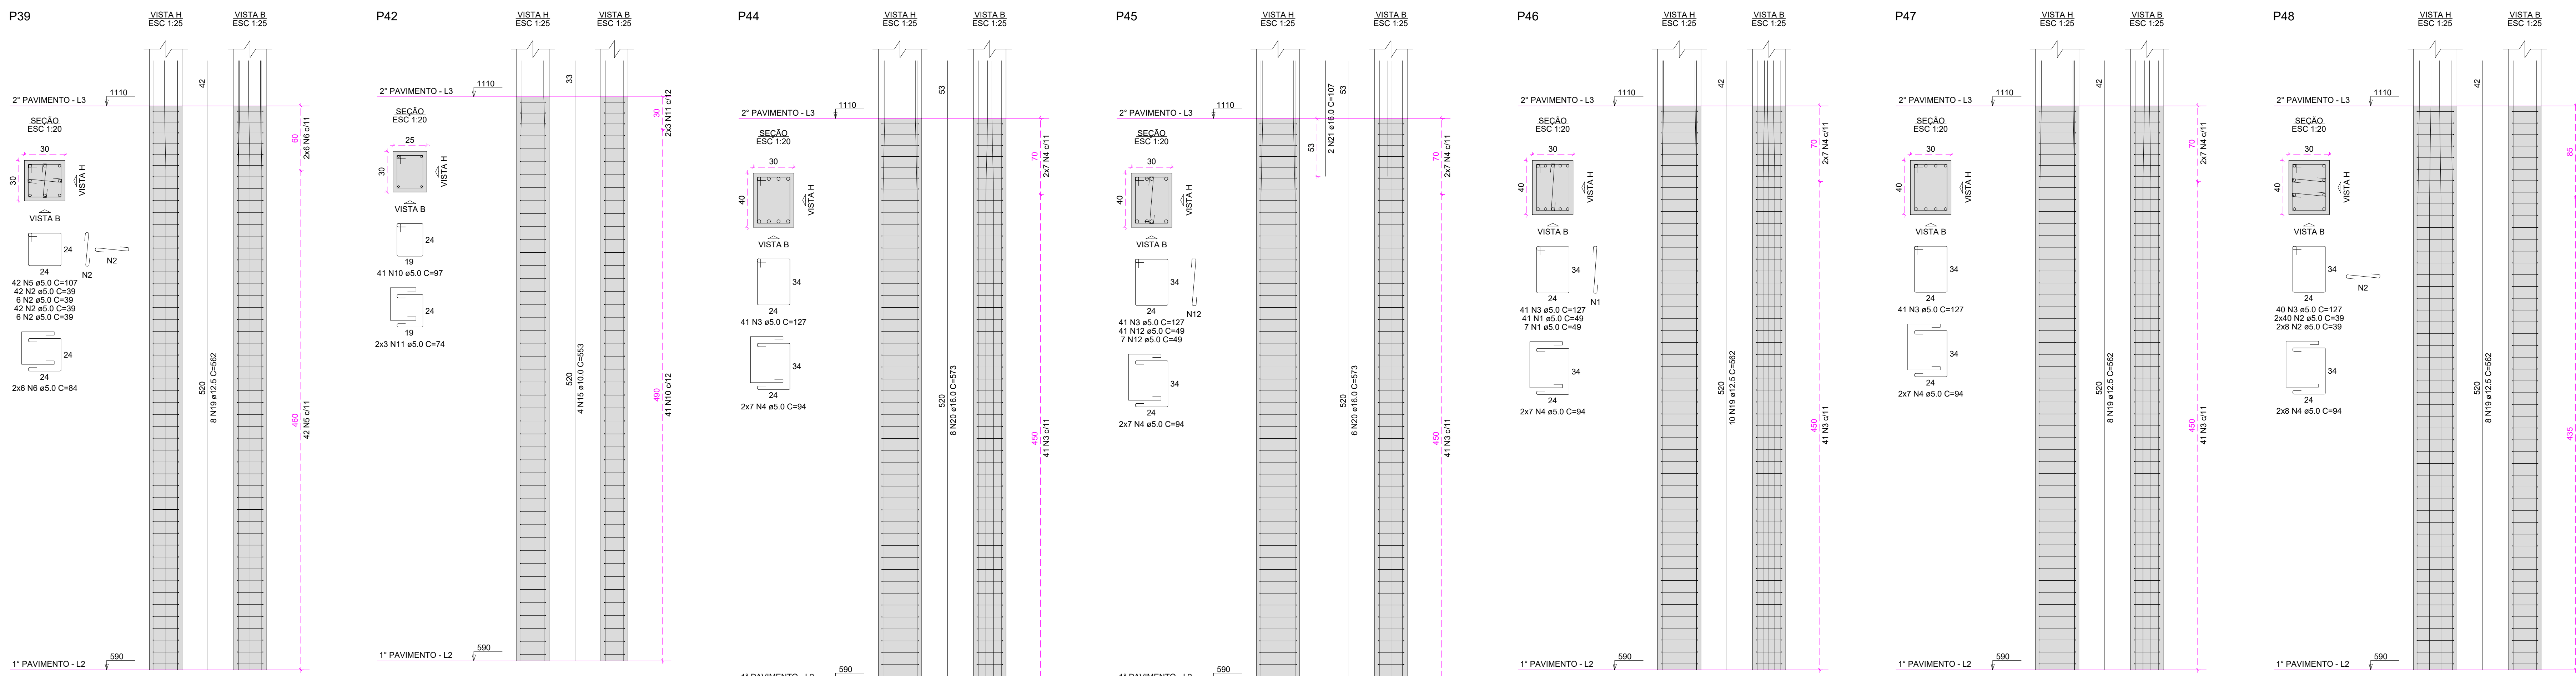 P39
VISTA H
ESC 1:25
VISTA B
ESC 1:25
42
1110
2° PAVIMENTO - L3
SEÇÃO
ESC 1:20
30
30
VISTA H
VISTA B
24
24
N2
N2
42 N5 ø5.0 C=107
42 N2 ø5.0 C=39
6 N2 ø5.0 C=39
42 N2 ø5.0 C=39
6 N2 ø5.0 C=39
24
24
2x6 N6 ø5.0 C=84
520
8 N19 ø12.5 C=562
60
2x6 N6 c/11
460
42 N5 c/11
590
1° PAVIMENTO - L2
P42
VISTA H
ESC 1:25
VISTA B
ESC 1:25
33
1110
2° PAVIMENTO - L3
SEÇÃO
ESC 1:20
25
30
VISTA H
VISTA B
24
19
41 N10 ø5.0 C=97
24
19
2x3 N11 ø5.0 C=74
520
4 N15 ø10.0 C=553
30
2x3 N11 c/12
490
41 N10 c/12
590
1° PAVIMENTO - L2
P44
VISTA H
ESC 1:25
VISTA B
ESC 1:25
53
1110
2° PAVIMENTO - L3
SEÇÃO
ESC 1:20
30
40
VISTA H
VISTA B
34
24
41 N3 ø5.0 C=127
34
24
2x7 N4 ø5.0 C=94
520
8 N20 ø16.0 C=573
70
2x7 N4 c/11
450
41 N3 c/11
590
P45
VISTA H
ESC 1:25
VISTA B
ESC 1:25
53
2 N21 ø16.0 C=107
53
1110
2° PAVIMENTO - L3
SEÇÃO
ESC 1:20
30
40
VISTA H
VISTA B
34
24
N12
41 N3 ø5.0 C=127
41 N12 ø5.0 C=49
7 N12 ø5.0 C=49
34
24
2x7 N4 ø5.0 C=94
520
6 N20 ø16.0 C=573
70
2x7 N4 c/11
450
41 N3 c/11
590
P46
VISTA H
ESC 1:25
VISTA B
ESC 1:25
42
1110
2° PAVIMENTO - L3
SEÇÃO
ESC 1:20
30
40
VISTA H
VISTA B
34
24
N1
41 N3 ø5.0 C=127
41 N1 ø5.0 C=49
7 N1 ø5.0 C=49
34
24
2x7 N4 ø5.0 C=94
520
10 N19 ø12.5 C=562
70
2x7 N4 c/11
450
41 N3 c/11
590
1° PAVIMENTO - L2
P47
VISTA H
ESC 1:25
VISTA B
ESC 1:25
42
1110
2° PAVIMENTO - L3
SEÇÃO
ESC 1:20
30
40
VISTA H
VISTA B
34
24
41 N3 ø5.0 C=127
34
24
2x7 N4 ø5.0 C=94
520
8 N19 ø12.5 C=562
70
2x7 N4 c/11
450
41 N3 c/11
590
1° PAVIMENTO - L2
P48
VISTA H
ESC 1:25
VISTA B
ESC 1:25
42
1110
2° PAVIMENTO - L3
SEÇÃO
ESC 1:20
30
40
VISTA H
VISTA B
34
24
N2
40 N3 ø5.0 C=127
2x40 N2 ø5.0 C=39
2x8 N2 ø5.0 C=39
34
24
2x8 N4 ø5.0 C=94
520
8 N19 ø12.5 C=562
85
435
590
1° PAVIMENTO - L2